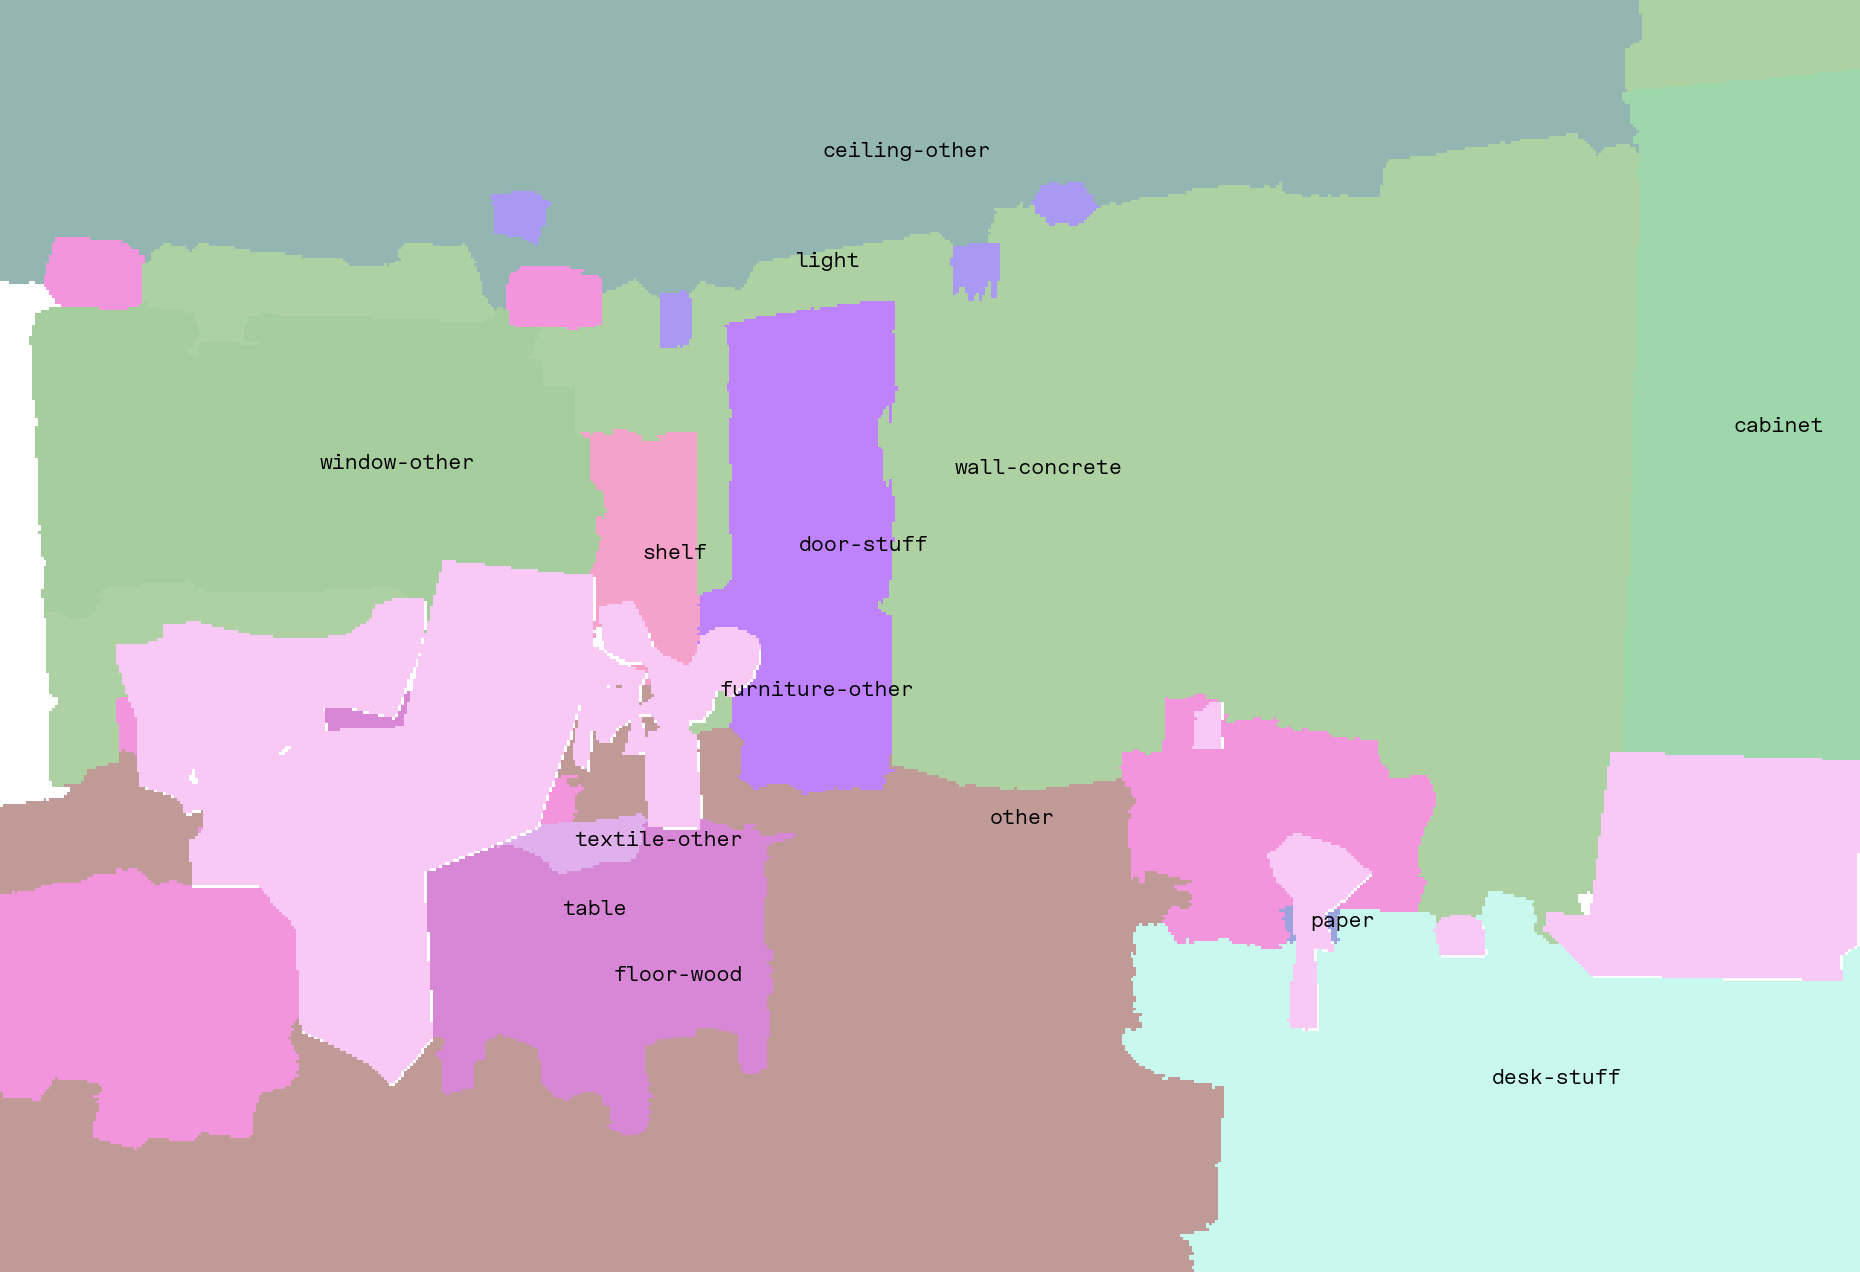 ceiling-other
light
cabinet
window-other
wall-concrete
door-stuff
shelf
furniture-other
other
textile-other
table
paper
floor-wood
desk-stuff